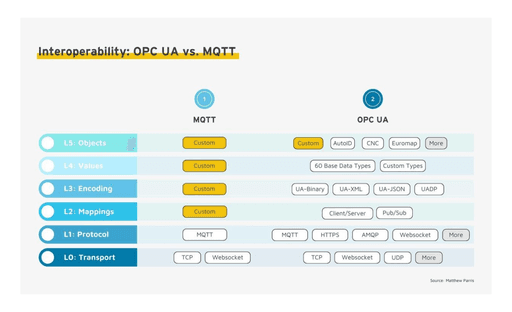 Interoperability: OPC UA vs. MQTT
1 2
MQTT OPC UA
L5: Objects Custom Custom AutoID CNC Euromap More
L4: Values Custom 60 Base Data Types Custom Types
L3: Encoding Custom UA-Binary UA-XML UA-JSON UADP
L2: Mappings Custom Client/Server Pub/Sub
L1: Protocol MQTT MQTT HTTPS AMQP Websocket More
L0: Transport TCP Websocket TCP Websocket UDP More
Source: Matthew Parris